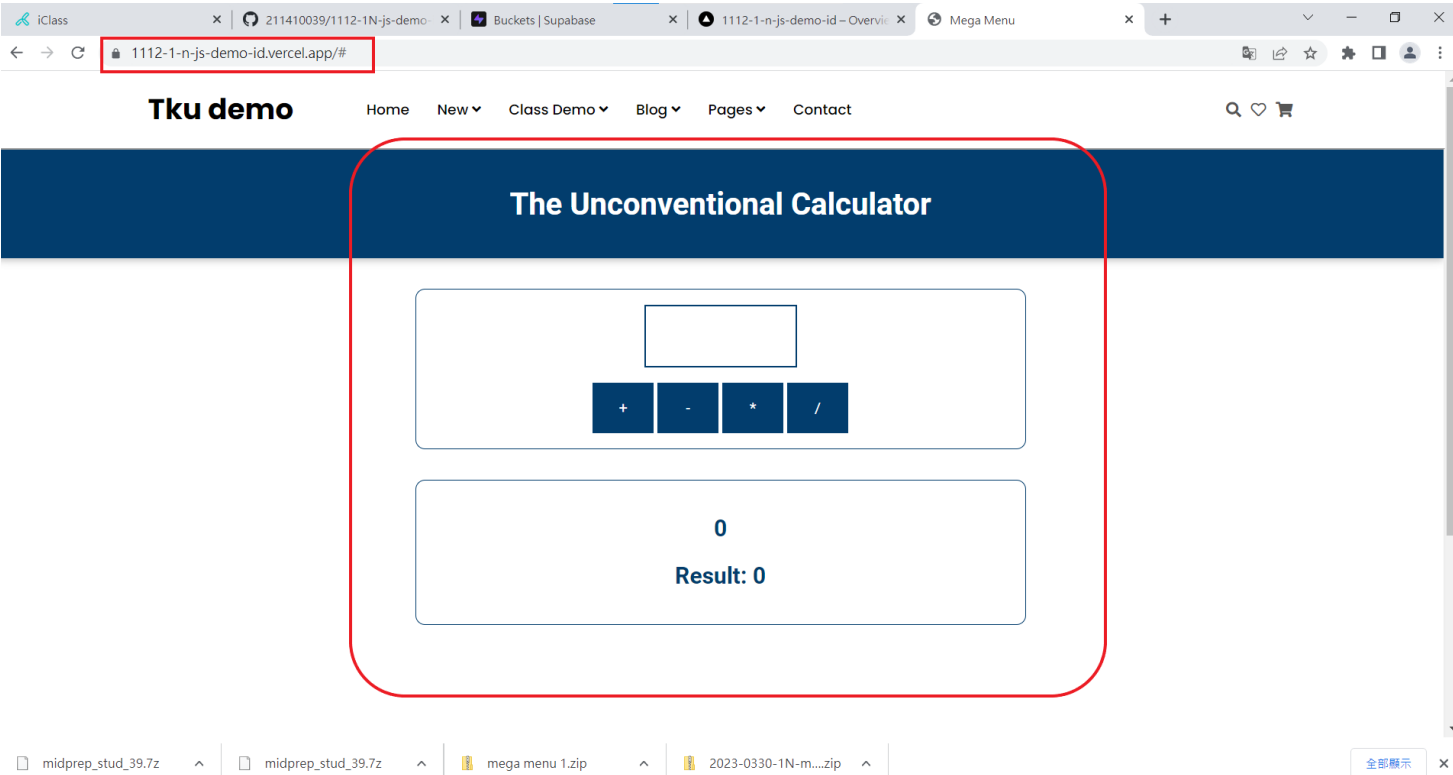 iClass
211410039/1112-1N-js-demo-
Buckets | Supabase
1112-1-n-js-demo-id – Overvie
Mega Menu
1112-1-n-js-demo-id.vercel.app/#
Tku demo
Home
New
Class Demo
Blog
Pages
Contact
The Unconventional Calculator
+ - * /
0
Result: 0
midprep_stud_39.7z
midprep_stud_39.7z
mega menu 1.zip
2023-0330-1N-m....zip
全部顯示